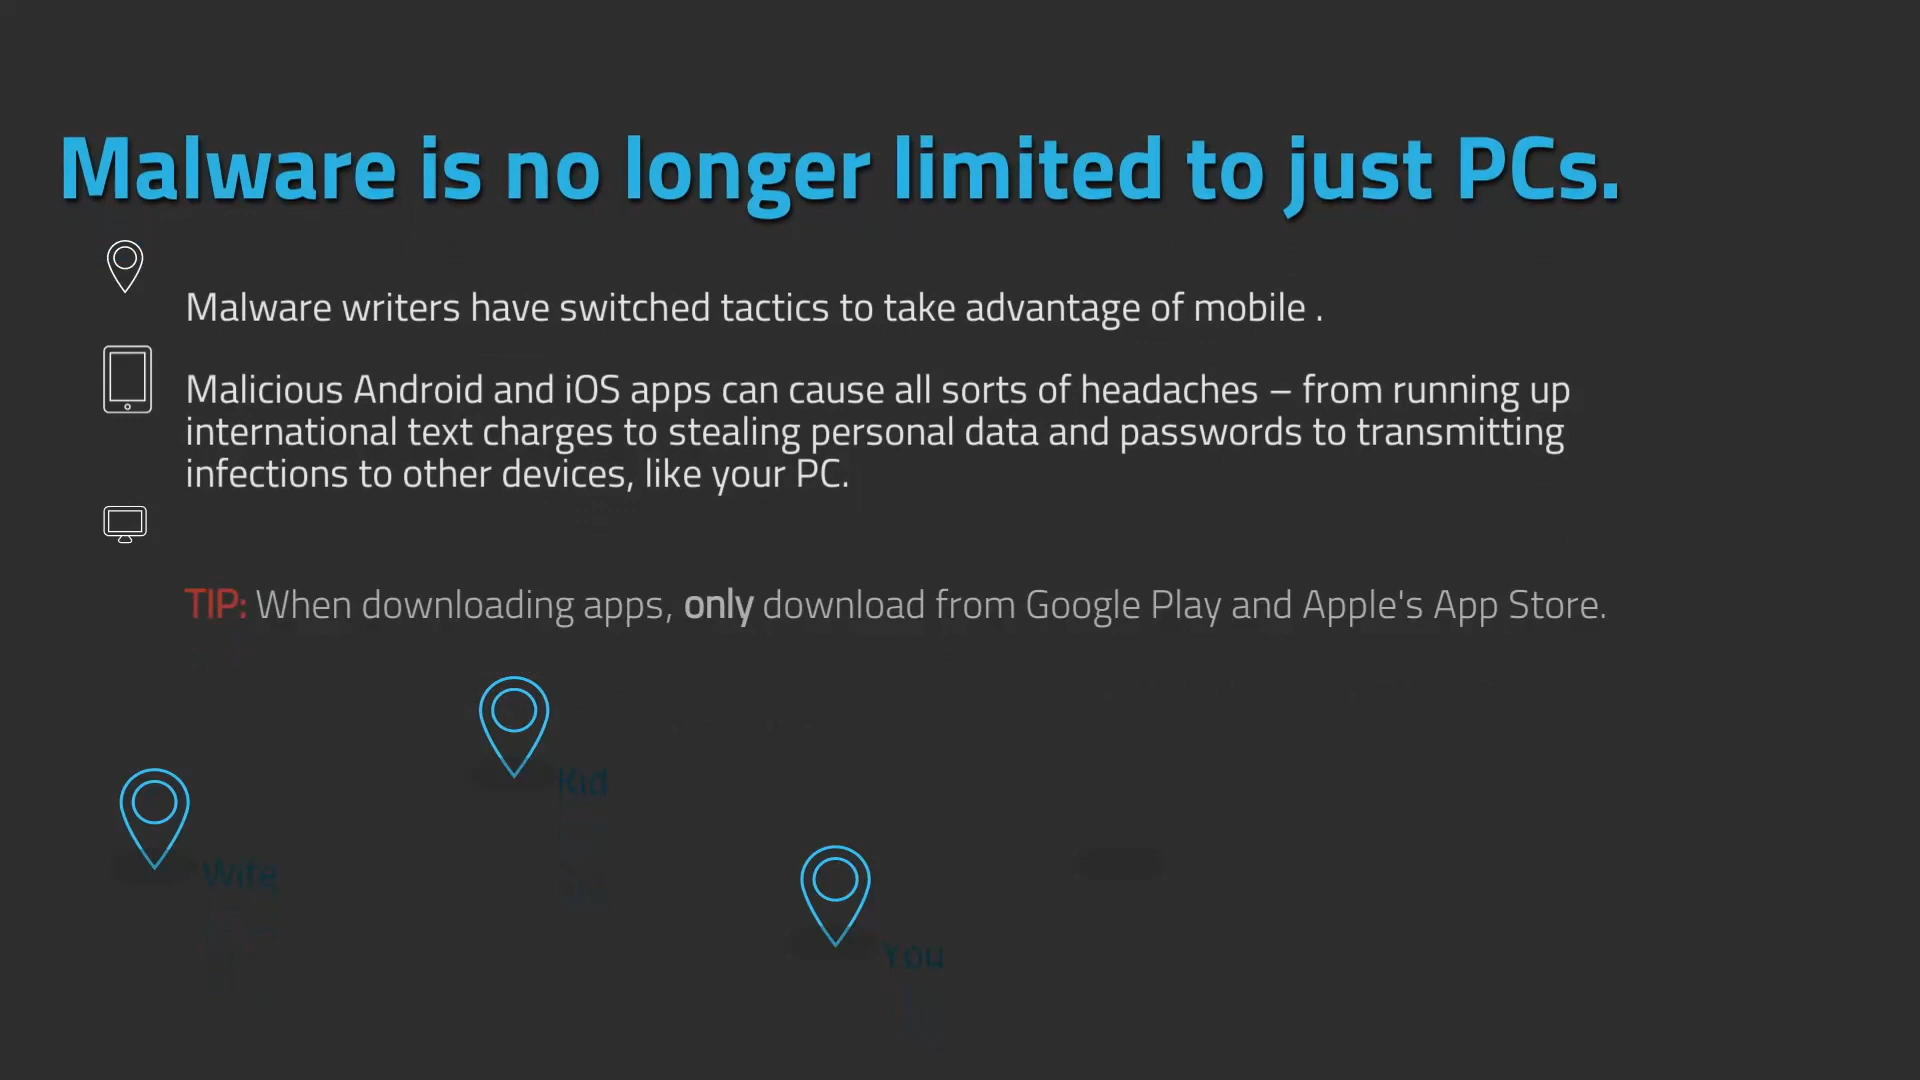 Malware is no longer limited to just PCs.
Malware writers have switched tactics to take advantage of mobile .
Malicious Android and iOS apps can cause all sorts of headaches – from running up
international text charges to stealing personal data and passwords to transmitting
infections to other devices, like your PC.
TIP: When downloading apps, only download from Google Play and Apple's App Store.
Kid
Wife
You